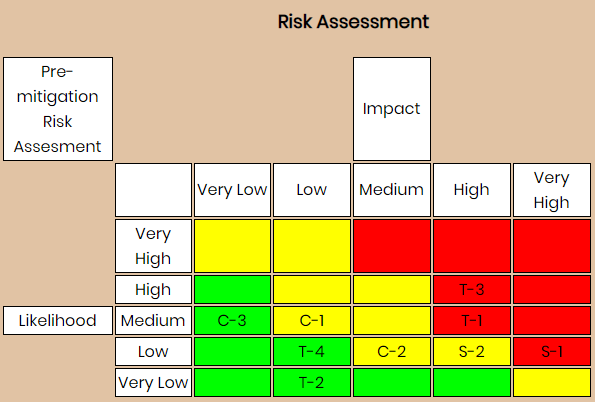 Risk Assessment
Pre-
mitigation
Risk
Assesment
Impact
Very Low Low Medium High Very
High
Very
High
High T-3
Likelihood Medium C-3 C-1 T-1
Low T-4 C-2 S-2 S-1
Very Low T-2